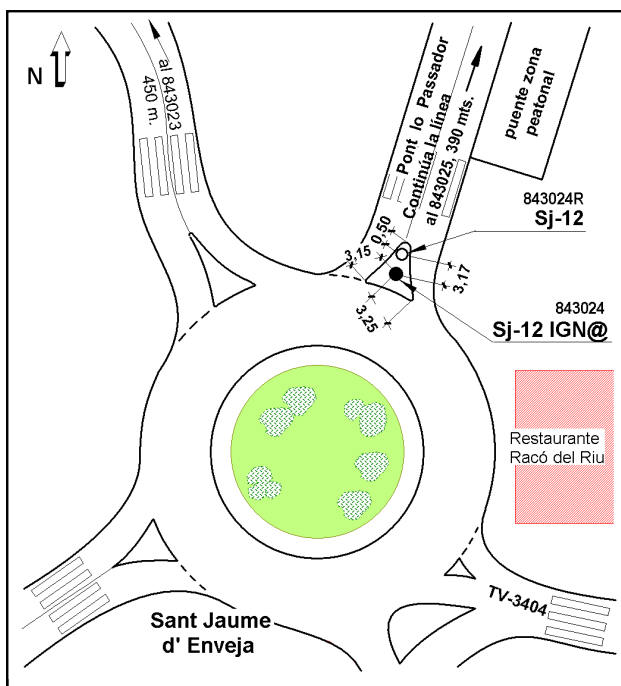 N
al 843023
450 m.
Pont lo Passador
Continúa la línea
al 843025, 390 mts.
puente zona
peatonal
843024R
Sj-12
0,50
3,15
3,17
3,25
843024
Sj-12 IGN@
Restaurante
Racó del Riu
TV-3404
Sant Jaume
d' Enveja